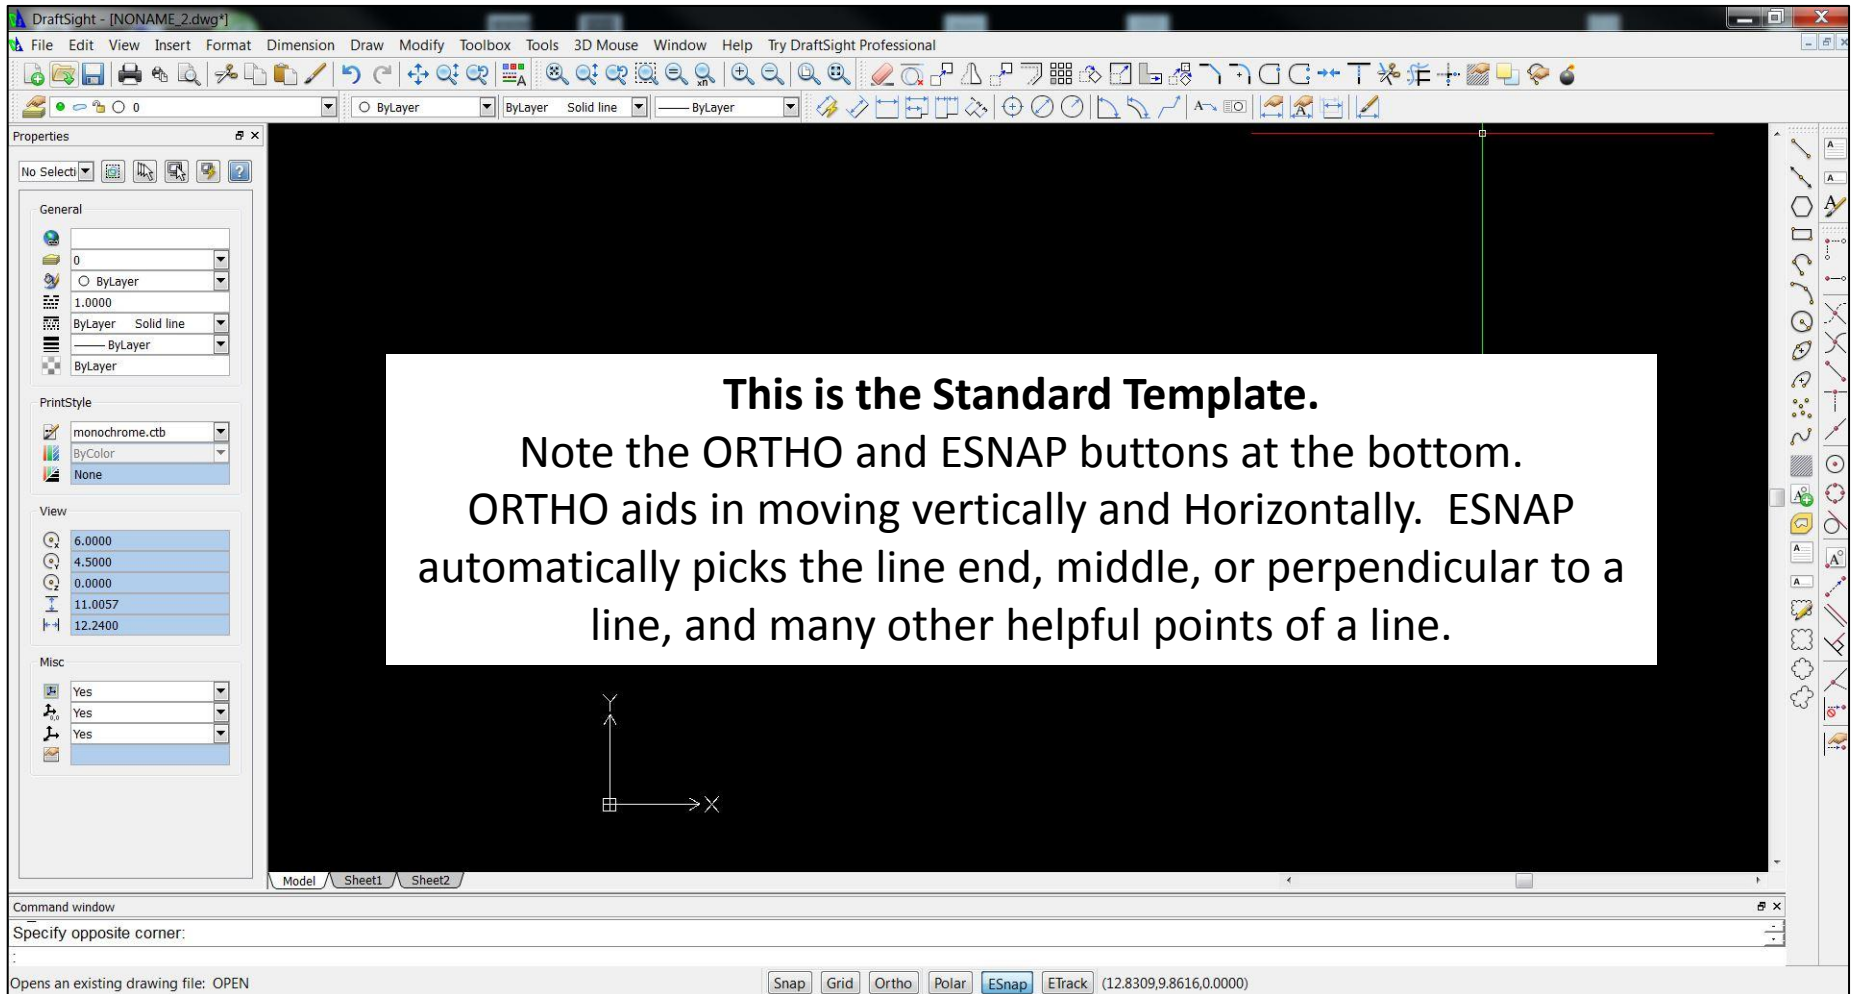 DraftSight - [NONAME_2.dwg*]
File Edit View Insert Format Dimension Draw Modify Toolbox Tools 3D Mouse Window Help Try DraftSight Professional
0 ByLayer ByLayer Solid line ByLayer
Properties
No Selecti
General
0
ByLayer
1.0000
ByLayer Solid line
ByLayer
ByLayer
PrintStyle
monochrome.ctb
ByColor
None
View
6.0000
4.5000
0.0000
11.0057
12.2400
Misc
Yes
Yes
Yes
This is the Standard Template.
Note the ORTHO and ESNAP buttons at the bottom.
ORTHO aids in moving vertically and Horizontally. ESNAP
automatically picks the line end, middle, or perpendicular to a
line, and many other helpful points of a line.
Y
X
Model Sheet1 Sheet2
Command window
Specify opposite corner:
:
Opens an existing drawing file: OPEN
Snap Grid Ortho Polar ESnap ETrack (12.8309,9.8616,0.0000)